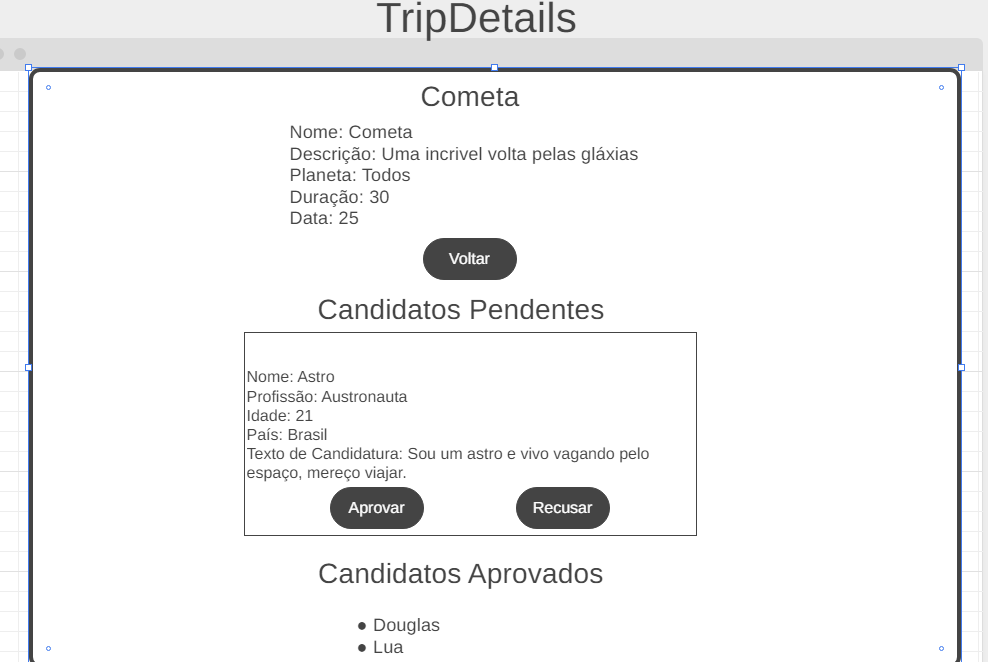 TripDetails
Cometa
Nome: Cometa
Descrição: Uma incrivel volta pelas gláxias
Planeta: Todos
Duração: 30
Data: 25
Voltar
Candidatos Pendentes
Nome: Astro
Profissão: Austronauta
Idade: 21
País: Brasil
Texto de Candidatura: Sou um astro e vivo vagando pelo
espaço, mereço viajar.
Aprovar Recusar
Candidatos Aprovados
● Douglas
● Lua